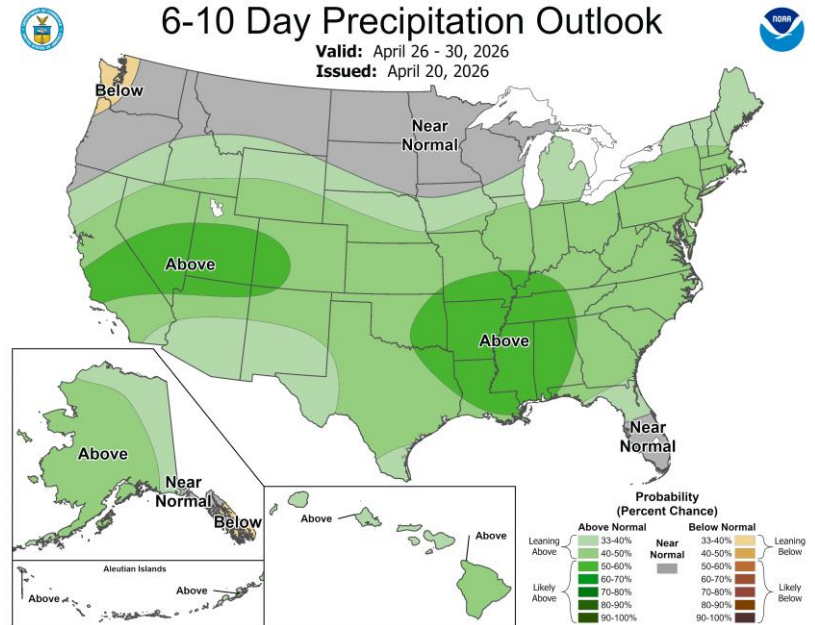 6-10 Day Precipitation Outlook
Valid: April 26 - 30, 2026
Issued: April 20, 2026
NOAA
Below
Near
Normal
Above
Above
Near
Normal
Above
Near
Normal
Below
Aleutian Islands
Above
Above
Above
Above
Probability
(Percent Chance)
Above Normal
Below Normal
Leaning
Above
33-40%
40-50%
Likely
Above
50-60%
60-70%
70-80%
80-90%
90-100%
Near
Normal
33-40%
40-50%
Leaning
Below
50-60%
60-70%
70-80%
80-90%
90-100%
Likely
Below